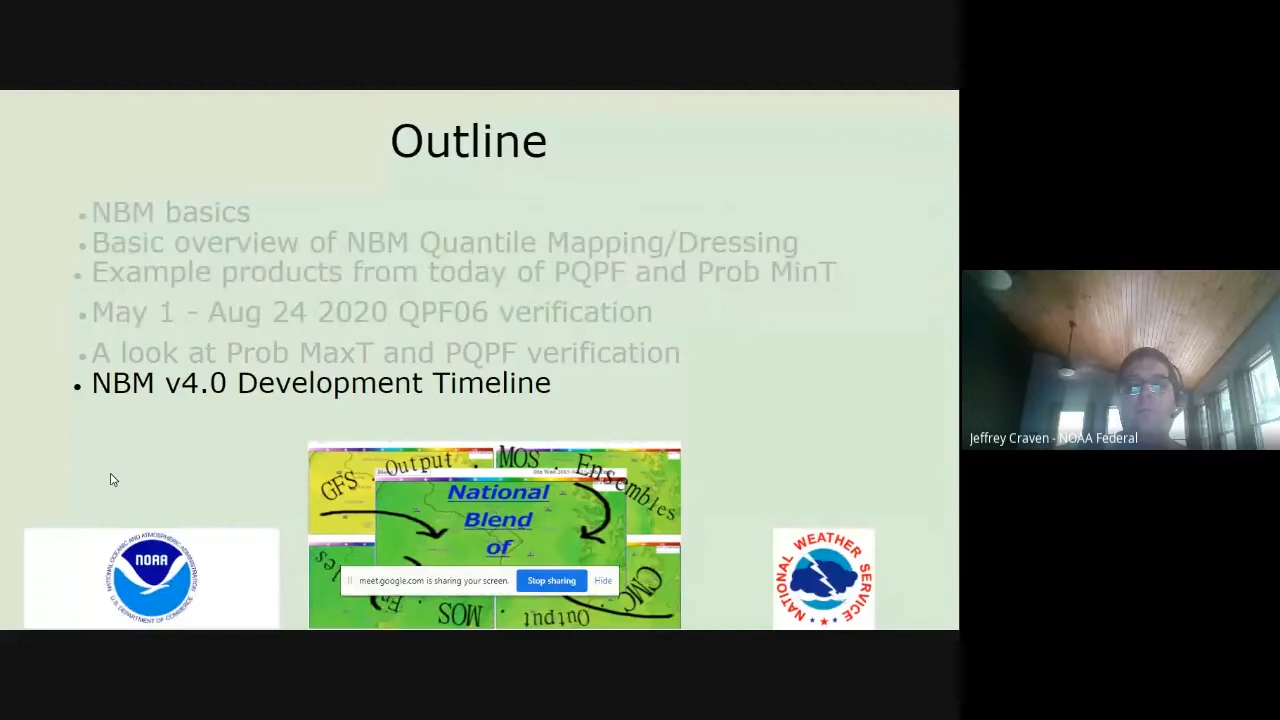 Outline
NBM basics
Basic overview of NBM Quantile Mapping/Dressing
Example products from today of PQPF and Prob MinT
May 1 - Aug 24 2020 QPF06 verification
A look at Prob MaxT and PQPF verification
NBM v4.0 Development Timeline
GFS . Output . MOS . Ensembles
National
Blend
of
meet.google.com is sharing your screen. Stop sharing Hide
CMC . Output . MOS .
NOAA
NATIONAL OCEANIC AND ATMOSPHERIC ADMINISTRATION
U.S. DEPARTMENT OF COMMERCE
NATIONAL WEATHER SERVICE
Jeffrey Craven - NOAA Federal